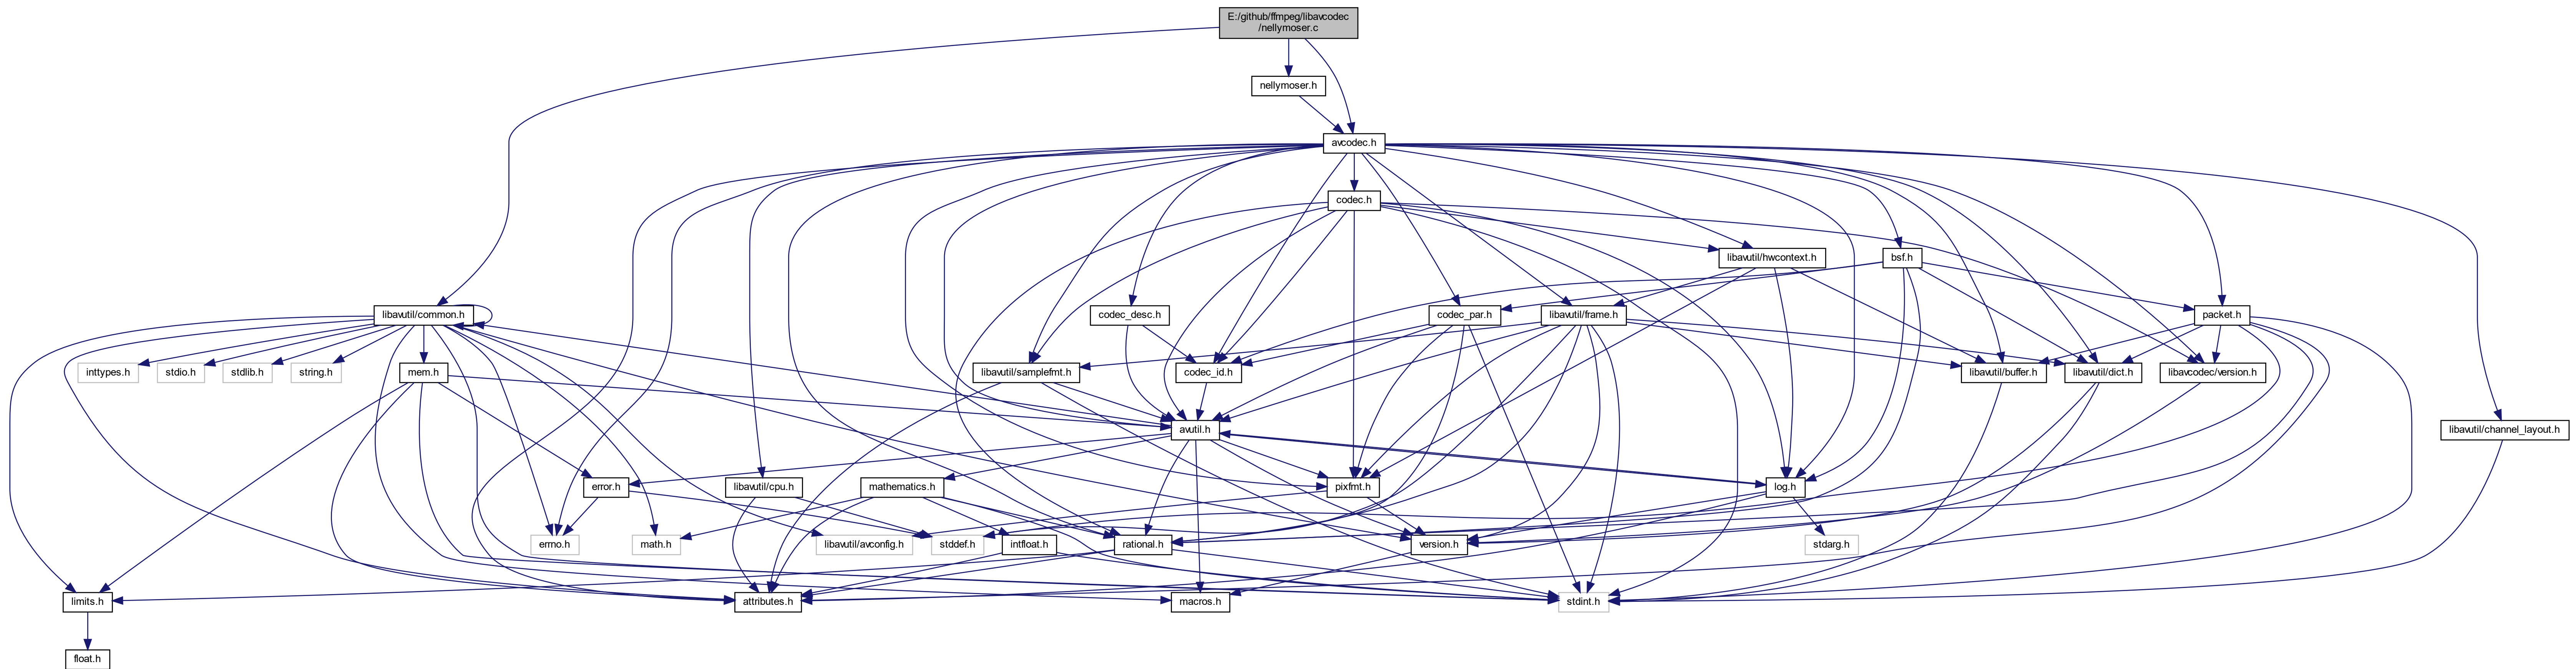 E:/github/ffmpeg/libavcodec
/nellymoser.c
nellymoser.h
avcodec.h
codec.h
libavutil/hwcontext.h
bsf.h
libavutil/common.h
codec_desc.h
codec_par.h
libavutil/frame.h
packet.h
inttypes.h
stdio.h
stdlib.h
string.h
mem.h
libavutil/samplefmt.h
codec_id.h
libavutil/buffer.h
libavutil/dict.h
libavcodec/version.h
avutil.h
libavutil/channel_layout.h
error.h
libavutil/cpu.h
mathematics.h
pixfmt.h
log.h
errno.h
math.h
libavutil/avconfig.h
stddef.h
intfloat.h
rational.h
version.h
stdarg.h
limits.h
attributes.h
macros.h
stdint.h
float.h